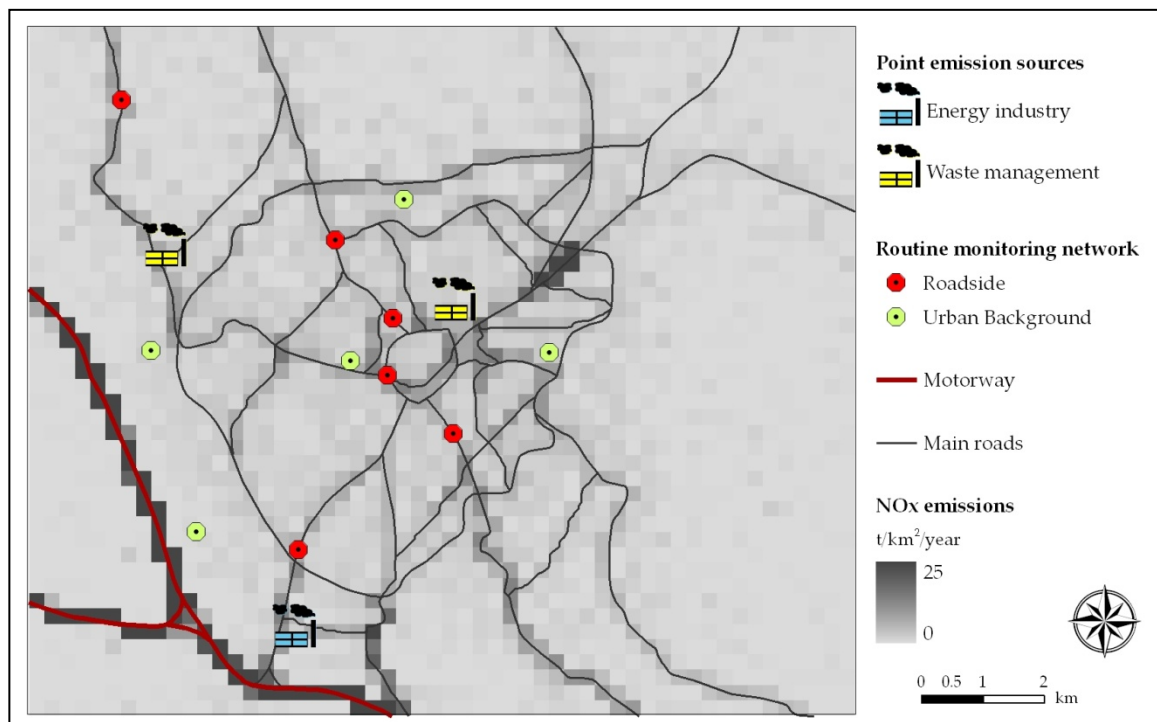 Point emission sources
Energy industry
Waste management
Routine monitoring network
Roadside
Urban Background
Motorway
Main roads
NOx emissions
t/km²/year
25
0
0 0.5 1 2
km